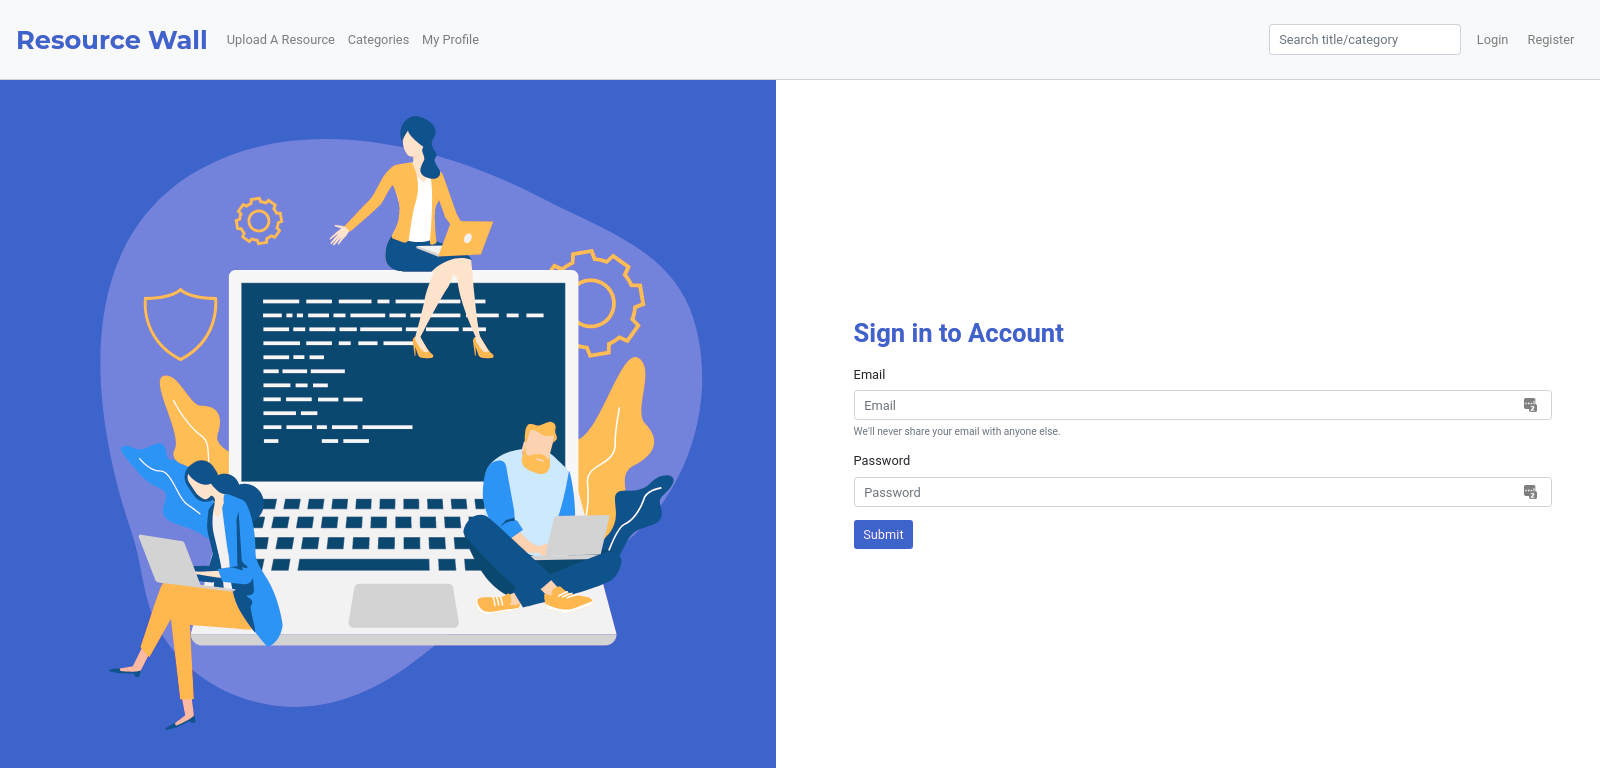 Resource Wall
Upload A Resource
Categories
My Profile
Search title/category
Login
Register
Sign in to Account
Email
Email
We'll never share your email with anyone else.
Password
Password
Submit